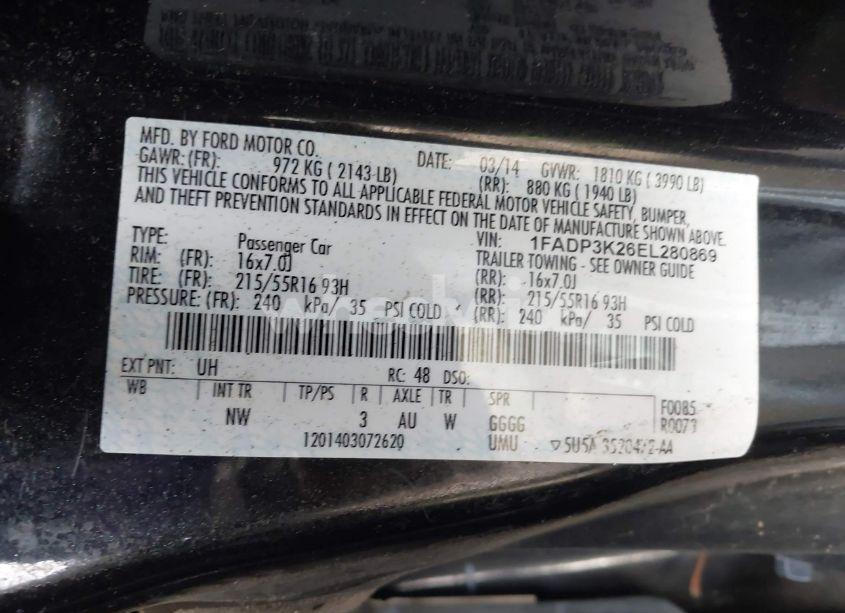 MFD. BY FORD MOTOR CO. DATE: 03/14 GVWR: 1810 KG ( 3990 LB)
GAWR: (FR): 972 KG ( 2143-LB) (RR): 880 KG ( 1940 LB)
THIS VEHICLE CONFORMS TO ALL APPLICABLE FEDERAL MOTOR VEHICLE SAFETY, BUMPER,
AND THEFT PREVENTION STANDARDS IN EFFECT ON THE DATE OF MANUFACTURE SHOWN ABOVE.
VIN: 1FADP3K26EL280869
TYPE: Passenger Car TRAILER TOWING - SEE OWNER GUIDE
RIM: (FR): 16x7.0J (RR): 16x7.0J
TIRE: (FR): 215/55R16 93H (RR): 215/55R16 93H
PRESSURE: (FR): 240 kPa/ 35 PSI COLD (RR): 240 kPa/ 35 PSI COLD
EXT PNT: UH RC: 48 DSO:
WB INT TR TP/PS R AXLE TR SPR F0085
NW 3 AU W GGGG R0073
1201403072620 UMU